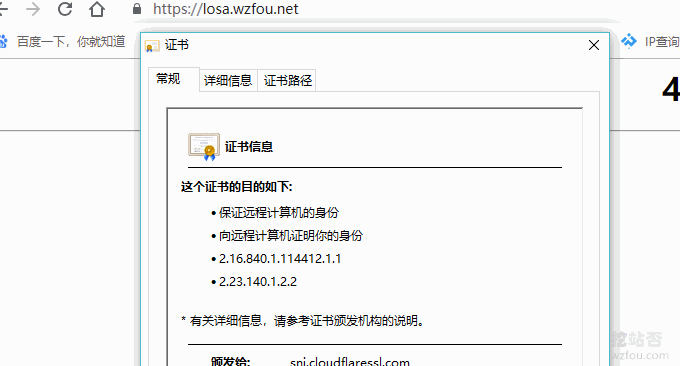 https://losa.wzfou.net
百度一下，你就知道
证书
IP查询
常规
详细信息
证书路径
4
证书信息
这个证书的目的如下:
• 保证远程计算机的身份
• 向远程计算机证明你的身份
• 2.16.840.1.114412.1.1
• 2.23.140.1.2.2
* 有关详细信息，请参考证书颁发机构的说明。
颁发给: sni.cloudflaressl.com
挖站否
wzfou.com